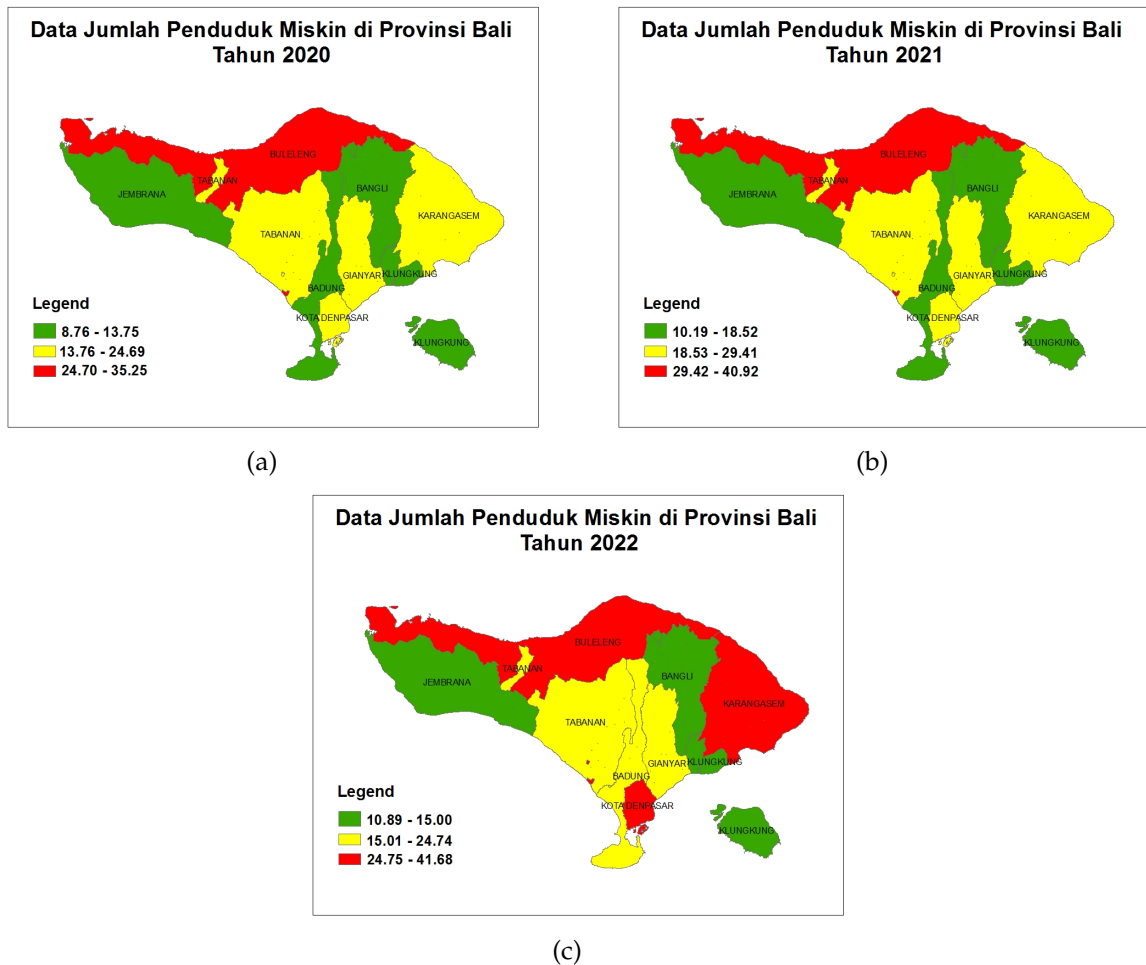 Data Jumlah Penduduk Miskin di Provinsi Bali
Tahun 2020
BULELENG
TABANAN
JEMBRANA
BANGLI
KARANGASEM
TABANAN
GIANYAR
KLUNGKUNG
BADUNG
KOTA DENPASAR
KLUNGKUNG
Legend
8.76 - 13.75
13.76 - 24.69
24.70 - 35.25
(a)
Data Jumlah Penduduk Miskin di Provinsi Bali
Tahun 2021
BULELENG
TABANAN
JEMBRANA
BANGLI
KARANGASEM
TABANAN
GIANYAR
KLUNGKUNG
BADUNG
KOTA DENPASAR
KLUNGKUNG
Legend
10.19 - 18.52
18.53 - 29.41
29.42 - 40.92
(b)
Data Jumlah Penduduk Miskin di Provinsi Bali
Tahun 2022
BULELENG
TABANAN
JEMBRANA
BANGLI
KARANGASEM
TABANAN
GIANYAR
KLUNGKUNG
BADUNG
KOTA DENPASAR
KLUNGKUNG
Legend
10.89 - 15.00
15.01 - 24.74
24.75 - 41.68
(c)